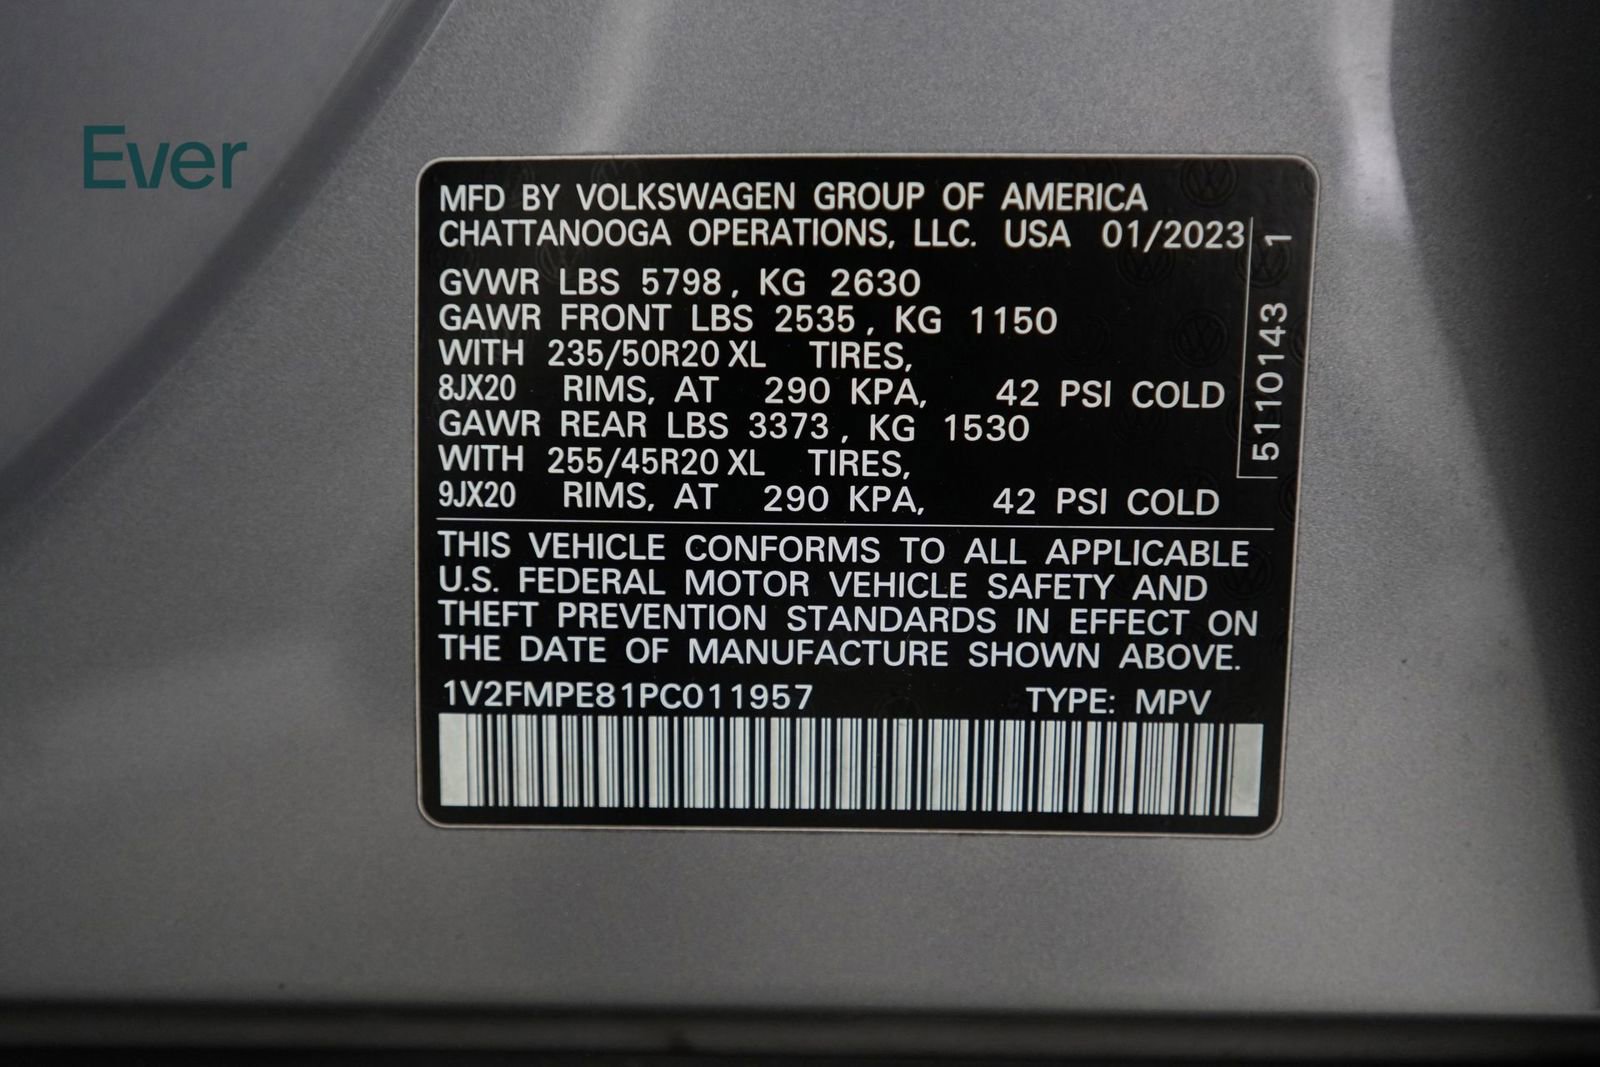 Ever
MFD BY VOLKSWAGEN GROUP OF AMERICA
CHATTANOOGA OPERATIONS, LLC. USA 01/2023
GVWR LBS 5798, KG 2630
GAWR FRONT LBS 2535, KG 1150
WITH 235/50R20 XL TIRES,
8JX20 RIMS, AT 290 KPA, 42 PSI COLD
GAWR REAR LBS 3373, KG 1530
WITH 255/45R20 XL TIRES,
9JX20 RIMS, AT 290 KPA, 42 PSI COLD
5110143 1
THIS VEHICLE CONFORMS TO ALL APPLICABLE
U.S. FEDERAL MOTOR VEHICLE SAFETY AND
THEFT PREVENTION STANDARDS IN EFFECT ON
THE DATE OF MANUFACTURE SHOWN ABOVE.
1V2FMPE81PC011957 TYPE: MPV